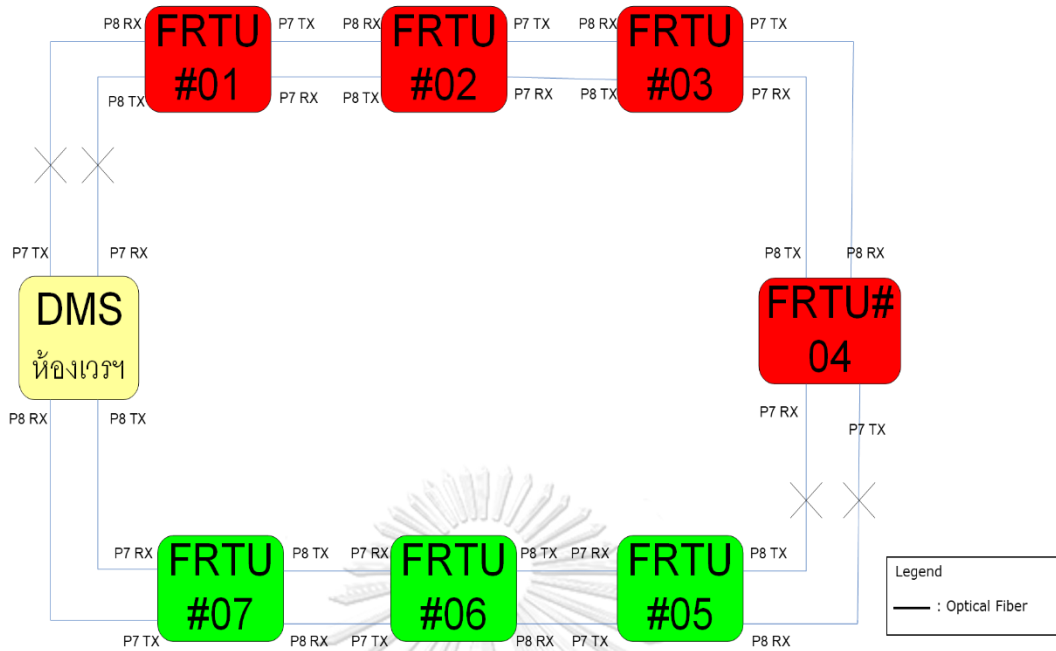 P8 RX
FRTU
#01
P7 TX
P8 RX
FRTU
#02
P7 TX
P8 RX
FRTU
#03
P7 TX
P8 TX
P7 RX
P8 TX
P7 RX
P8 TX
P7 RX
P7 TX
P7 RX
P8 TX
P8 RX
DMS
ห้องเวรฯ
FRTU#
04
P8 RX
P8 TX
P7 RX
P7 TX
P7 RX
FRTU
#07
P8 TX
P7 RX
FRTU
#06
P8 TX
P7 RX
FRTU
#05
P8 TX
P7 TX
P8 RX
P7 TX
P8 RX
P7 TX
P8 RX
Legend
: Optical Fiber